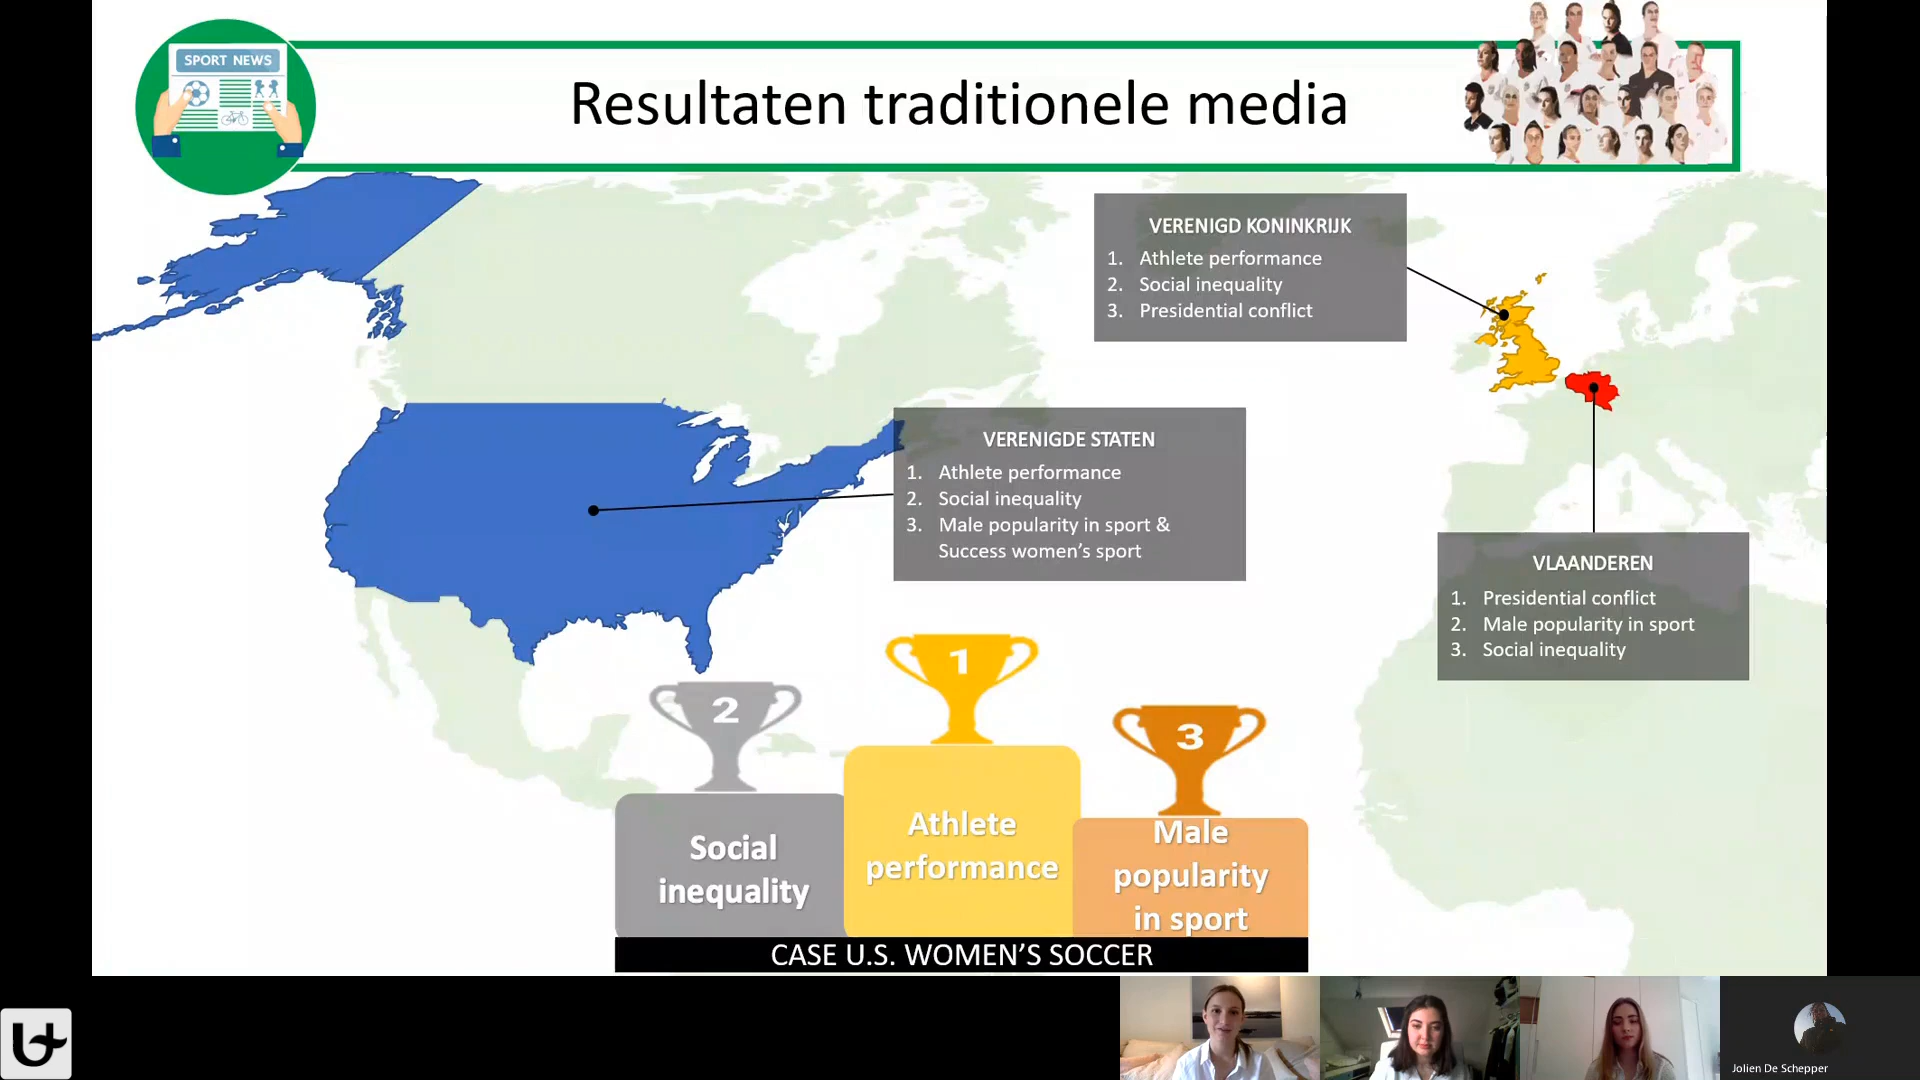 SPORT NEWS
Resultaten traditionele media
VERENIGD KONINKRIJK
1. Athlete performance
2. Social inequality
3. Presidential conflict
VERENIGDE STATEN
1. Athlete performance
2. Social inequality
3. Male popularity in sport &
Success women's sport
VLAANDEREN
1. Presidential conflict
2. Male popularity in sport
3. Social inequality
1
2
3
Athlete
performance
Social
inequality
Male
popularity
in sport
CASE U.S. WOMEN'S SOCCER
Jolien De Schepper